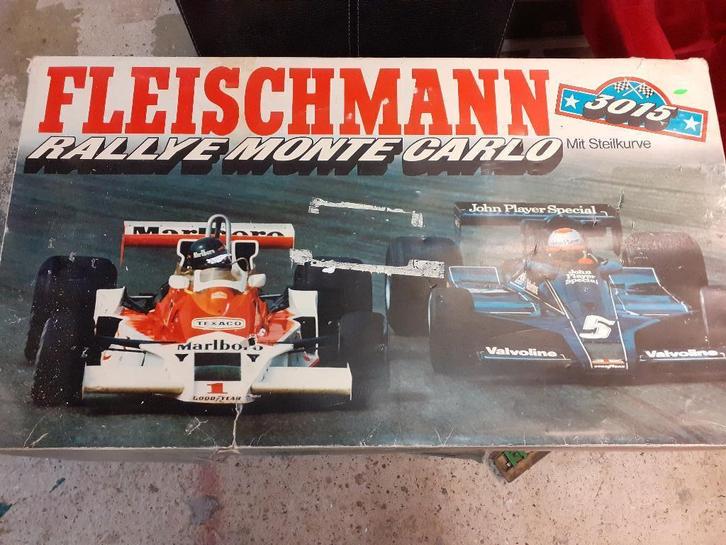 FLEISCHMANN
RALLYE MONTE CARLO
3015
Mit Steilkurve
Marlboro
John Player Special
John
Player
Special
TEXACO
Marlboro
1
GOOD YEAR
5
Valvoline
Valvoline